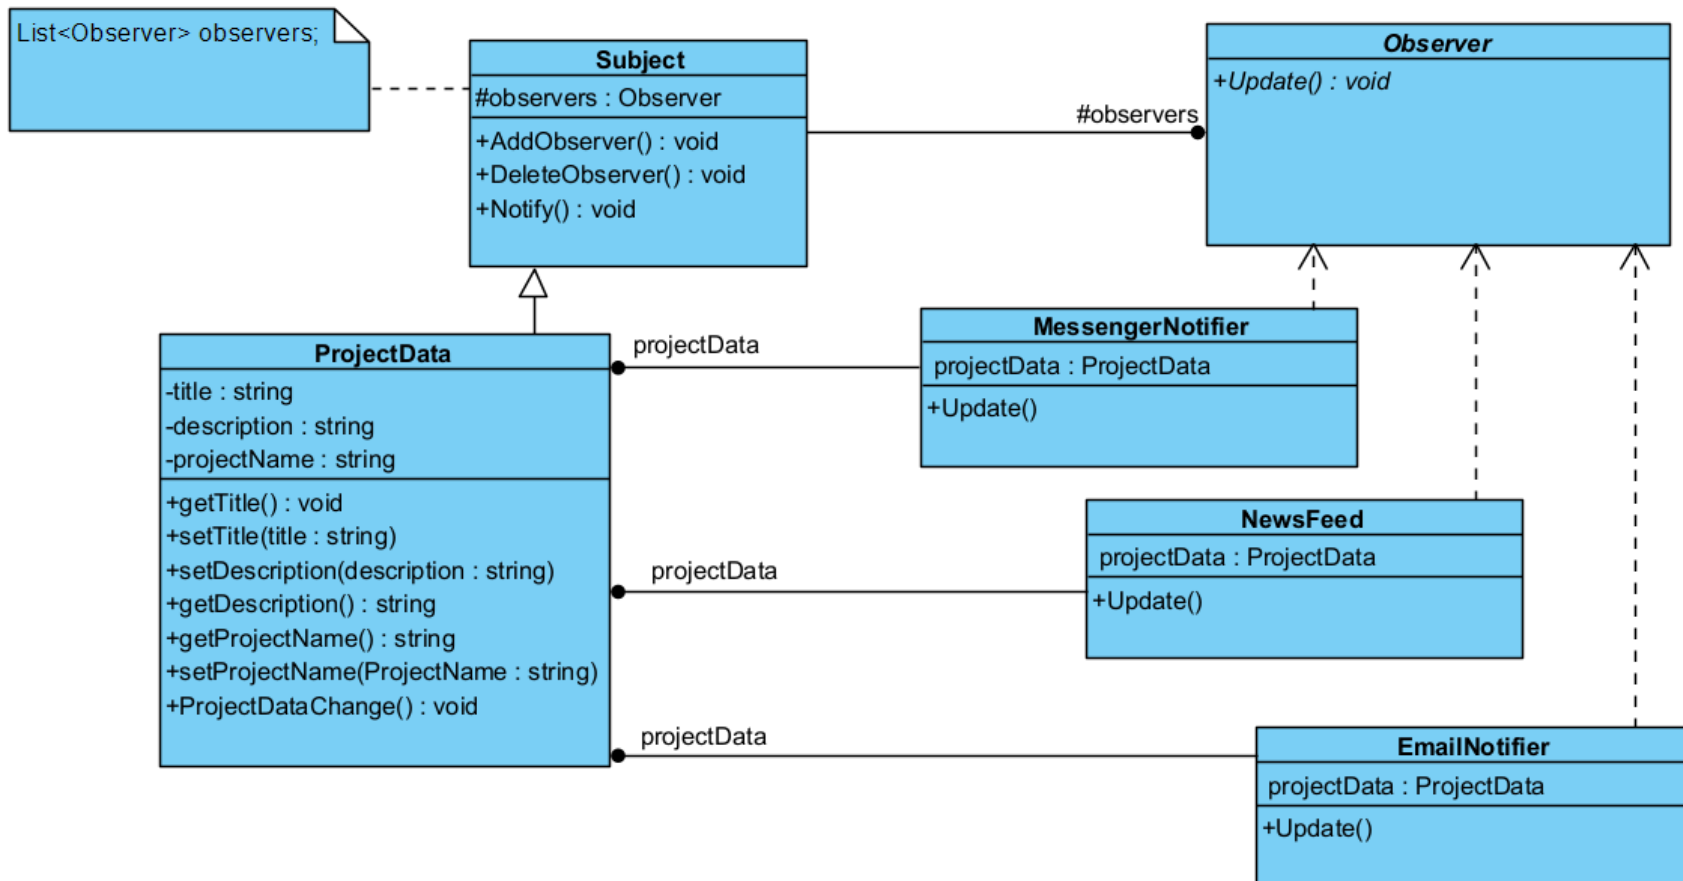 List<Observer> observers;
Subject
#observers : Observer
+AddObserver() : void
+DeleteObserver() : void
+Notify() : void
#observers
Observer
+Update() : void
ProjectData
-title : string
-description : string
-projectName : string
+getTitle() : void
+setTitle(title : string)
+setDescription(description : string)
+getDescription() : string
+getProjectName() : string
+setProjectName(ProjectName : string)
+ProjectDataChange() : void
projectData
MessengerNotifier
projectData : ProjectData
+Update()
projectData
NewsFeed
projectData : ProjectData
+Update()
projectData
EmailNotifier
projectData : ProjectData
+Update()